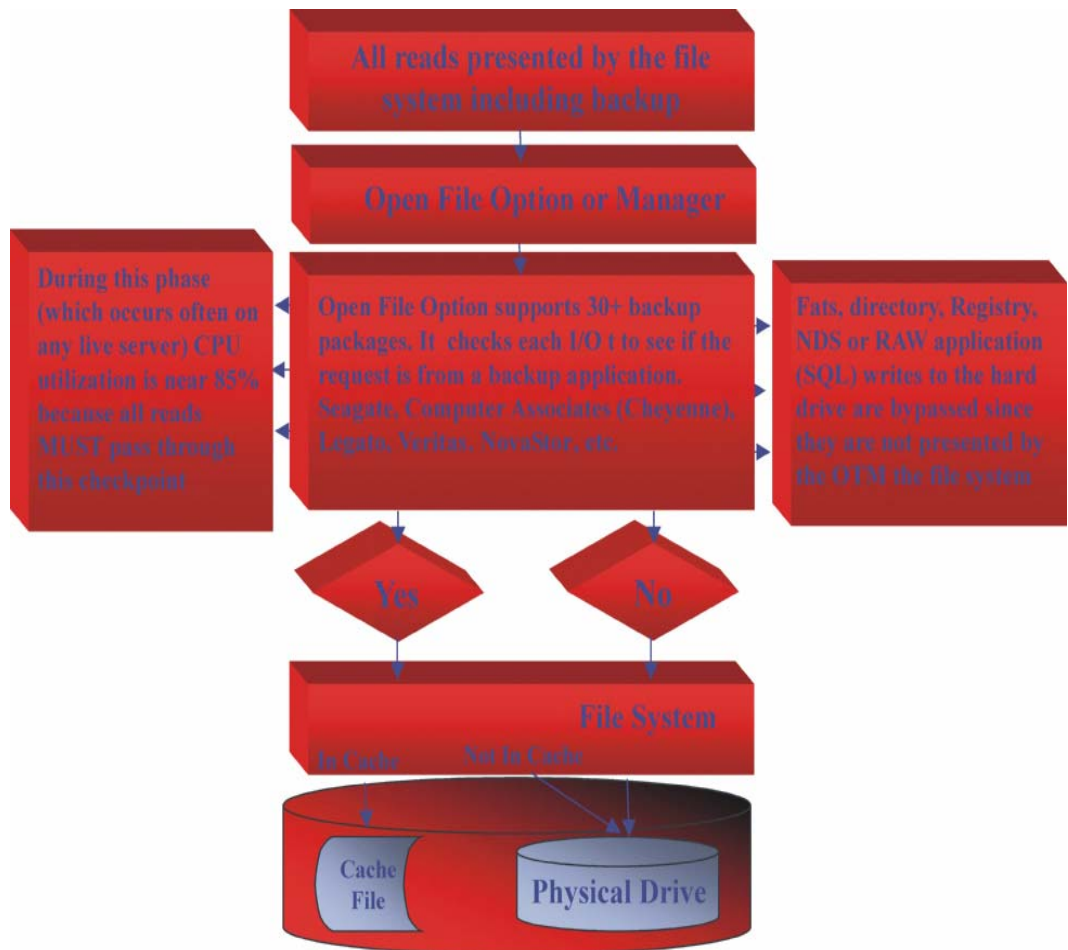 All reads presented by the file
system including backup
Open File Option or Manager
During this phase
(which occurs often on
any live server) CPU
utilization is near 85%
because all reads
MUST pass through
this checkpoint
Open File Option supports 30+ backup
packages. It checks each I/O t to see if the
request is from a backup application.
Seagate, Computer Associates (Cheyenne),
Legato, Veritas, NovaStor, etc.
Fats, directory, Registry,
NDS or RAW application
(SQL) writes to the hard
drive are bypassed since
they are not presented by
the OTM the file system
Yes
No
File System
In Cache
Not In Cache
Cache
File
Physical Drive